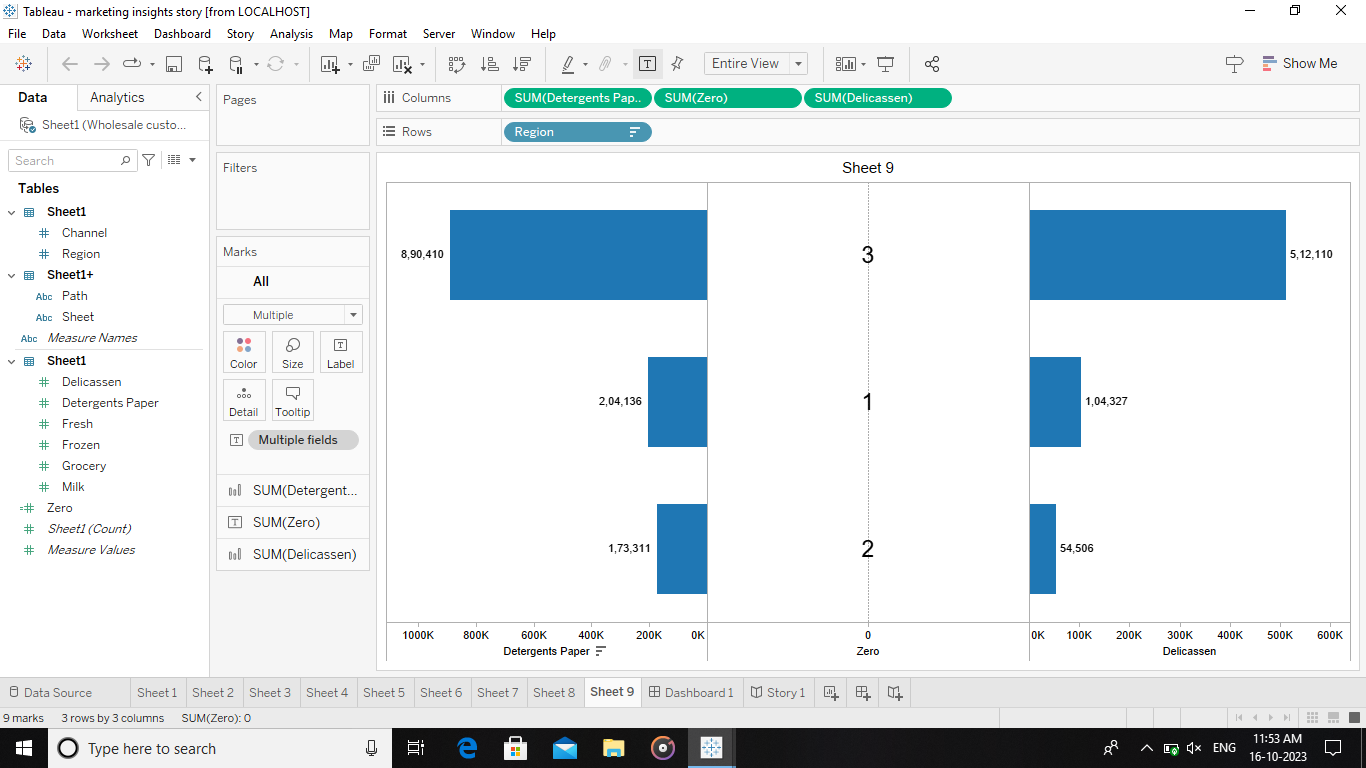 Tableau - marketing insights story [from LOCALHOST]
File Data Worksheet Dashboard Story Analysis Map Format Server Window Help
Entire View
Show Me
Data Analytics
Sheet1 (Wholesale custo...
Search
Tables
Sheet1
Channel
Region
Sheet1+
Abc Path
Abc Sheet
Abc Measure Names
Sheet1
Delicassen
Detergents Paper
Fresh
Frozen
Grocery
Milk
Zero
Sheet1 (Count)
Measure Values
Pages
Filters
Marks
All
Multiple
Color Size Label
Detail Tooltip
Multiple fields
SUM(Detergent...
SUM(Zero)
SUM(Delicassen)
Columns SUM(Detergents Pap.. SUM(Zero) SUM(Delicassen)
Rows Region
Sheet 9
8,90,410 3 5,12,110
2,04,136 1 1,04,327
1,73,311 2 54,506
1000K 800K 600K 400K 200K 0K 0 0K 100K 200K 300K 400K 500K 600K
Detergents Paper Zero Delicassen
Data Source Sheet 1 Sheet 2 Sheet 3 Sheet 4 Sheet 5 Sheet 6 Sheet 7 Sheet 8 Sheet 9 Dashboard 1 Story 1
9 marks 3 rows by 3 columns SUM(Zero): 0
Type here to search
ENG
11:53 AM
16-10-2023